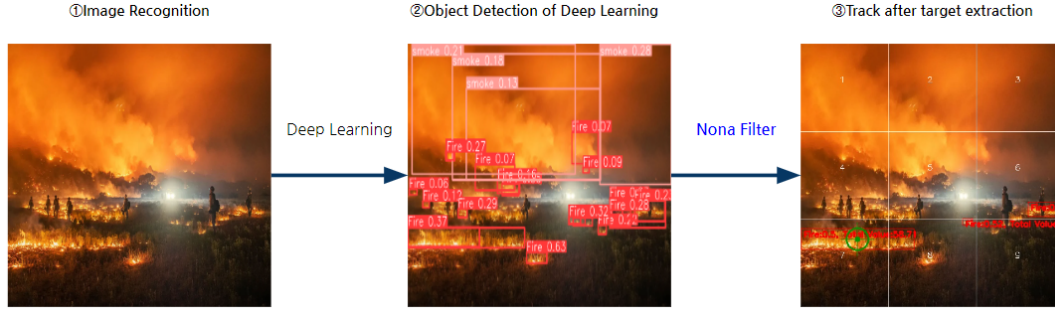 ①Image Recognition
②Object Detection of Deep Learning
③Track after target extraction
Deep Learning
Nona Filter
smoke 0.21
smoke 0.28
smoke 0.18
smoke 0.13
Fire 0.07
Fire 0.27
Fire 0.07
Fire 0.09
Fire 0.06
Fire 0.12
Fire 0.29
Fire 0.32
Fire 0.28
Fire 0.37
Fire 0.63
1
2
3
4
5
6
7
8
9